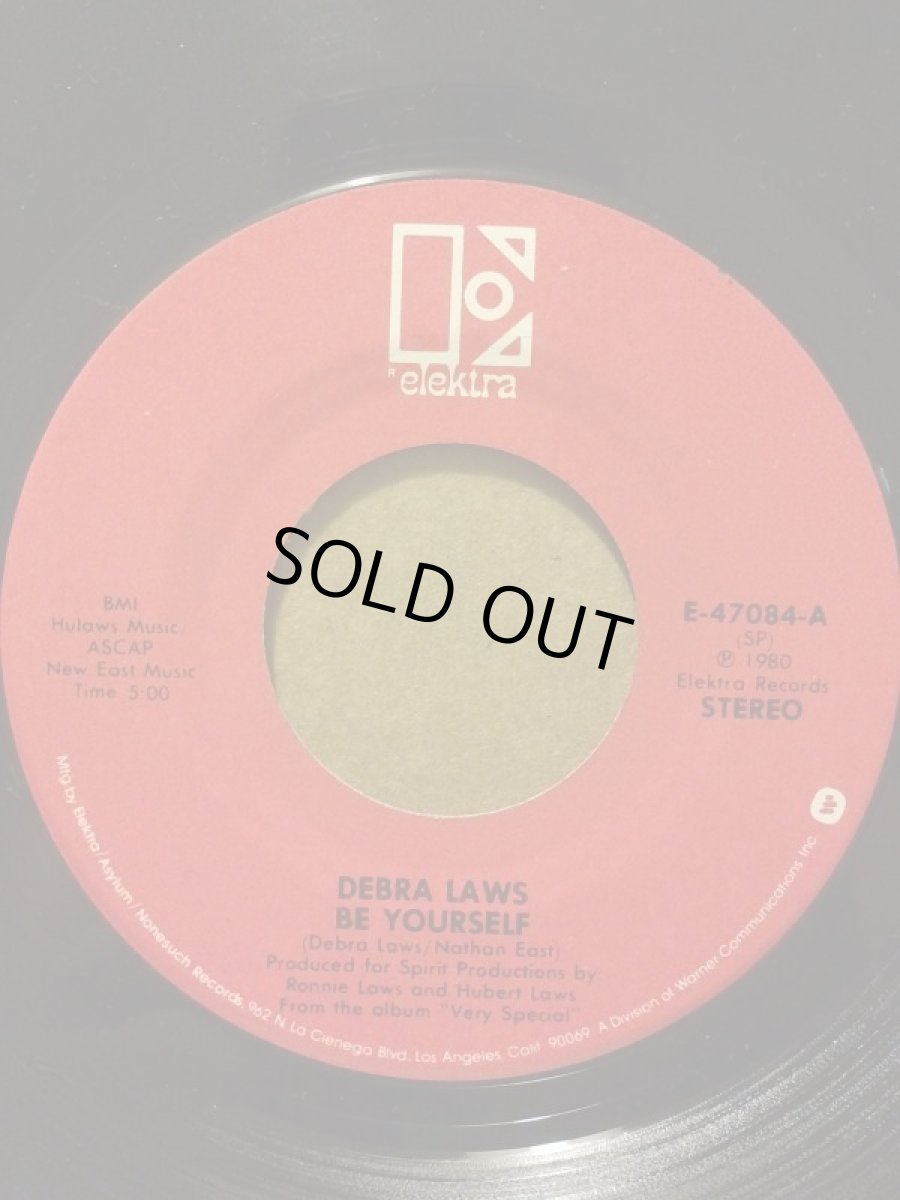 R elektra
SOLD OUT
BMI
Hulaws Music/
ASCAP
New East Music
Time 5:00
E-47084-A
(SP)
℗ 1980
Elektra Records
STEREO
DEBRA LAWS
BE YOURSELF
(Debra Laws/Nathan East)
Produced for Spirit Productions by
Ronnie Laws and Hubert Laws
From the album "Very Special"
Mfg by Elektra/Asylum/Nonesuch Records, 962 N. La Cienega Blvd. Los Angeles, Calif. 90069 A Division of Warner Communications Inc